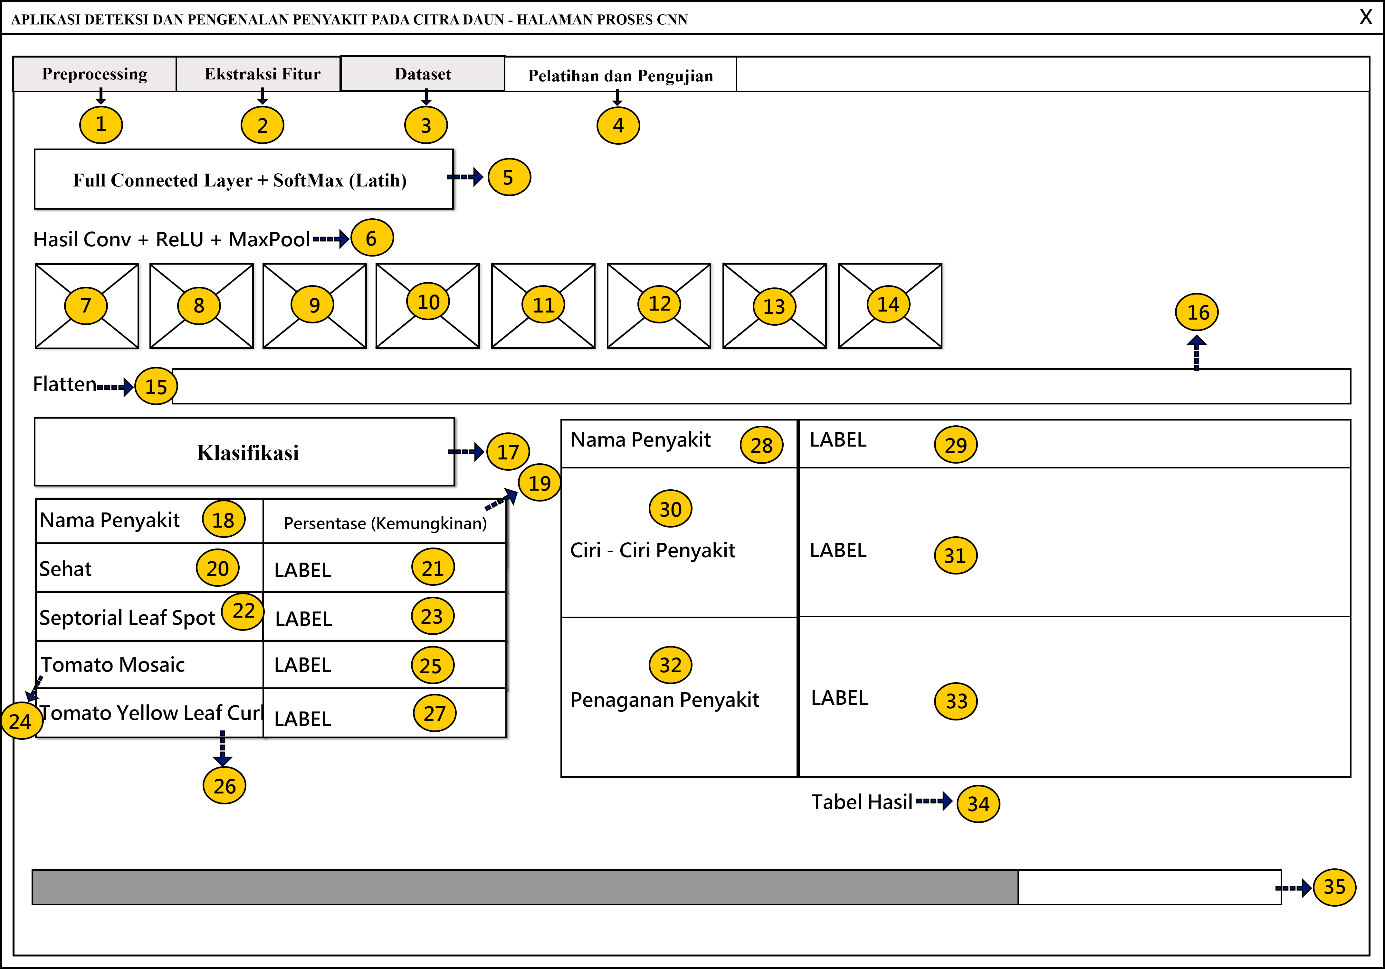 APLIKASI DETEKSI DAN PENGENALAN PENYAKIT PADA CITRA DAUN - HALAMAN PROSES CNN X
Preprocessing Ekstraksi Fitur Dataset Pelatihan dan Pengujian
1 2 3 4
Full Connected Layer + SoftMax (Latih) 5
Hasil Conv + ReLU + MaxPool 6
7 8 9 10 11 12 13 14
16
Flatten 15
Klasifikasi 17
19
Nama Penyakit 18 Persentase (Kemungkinan)
Sehat 20 LABEL 21
Septorial Leaf Spot 22 LABEL 23
Tomato Mosaic LABEL 25
24 Tomato Yellow Leaf Curl LABEL 27
26
Nama Penyakit 28 LABEL 29
30
Ciri - Ciri Penyakit LABEL 31
32
Penaganan Penyakit LABEL 33
Tabel Hasil 34
35